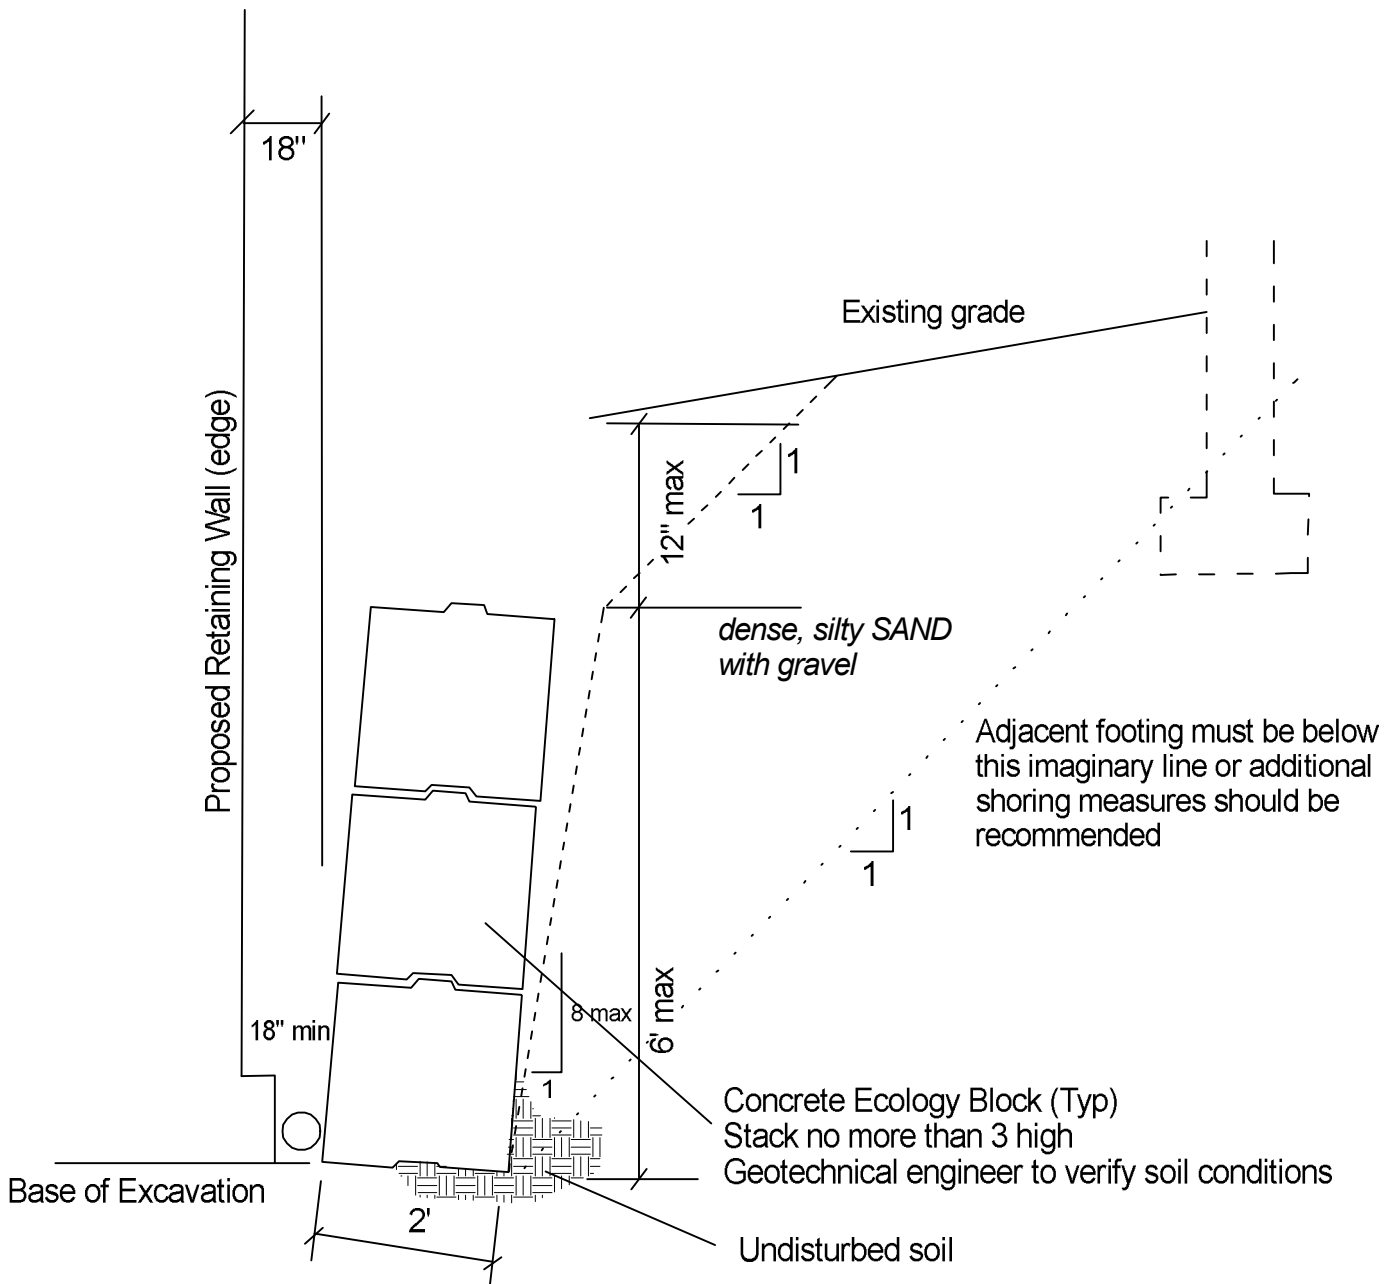 18"
Existing grade
Proposed Retaining Wall (edge)
1
1
12" max
dense, silty SAND
with gravel
Adjacent footing must be below
this imaginary line or additional
shoring measures should be
recommended
1
1
8 max
1
6' max
18" min
Concrete Ecology Block (Typ)
Stack no more than 3 high
Geotechnical engineer to verify soil conditions
Base of Excavation
2'
Undisturbed soil